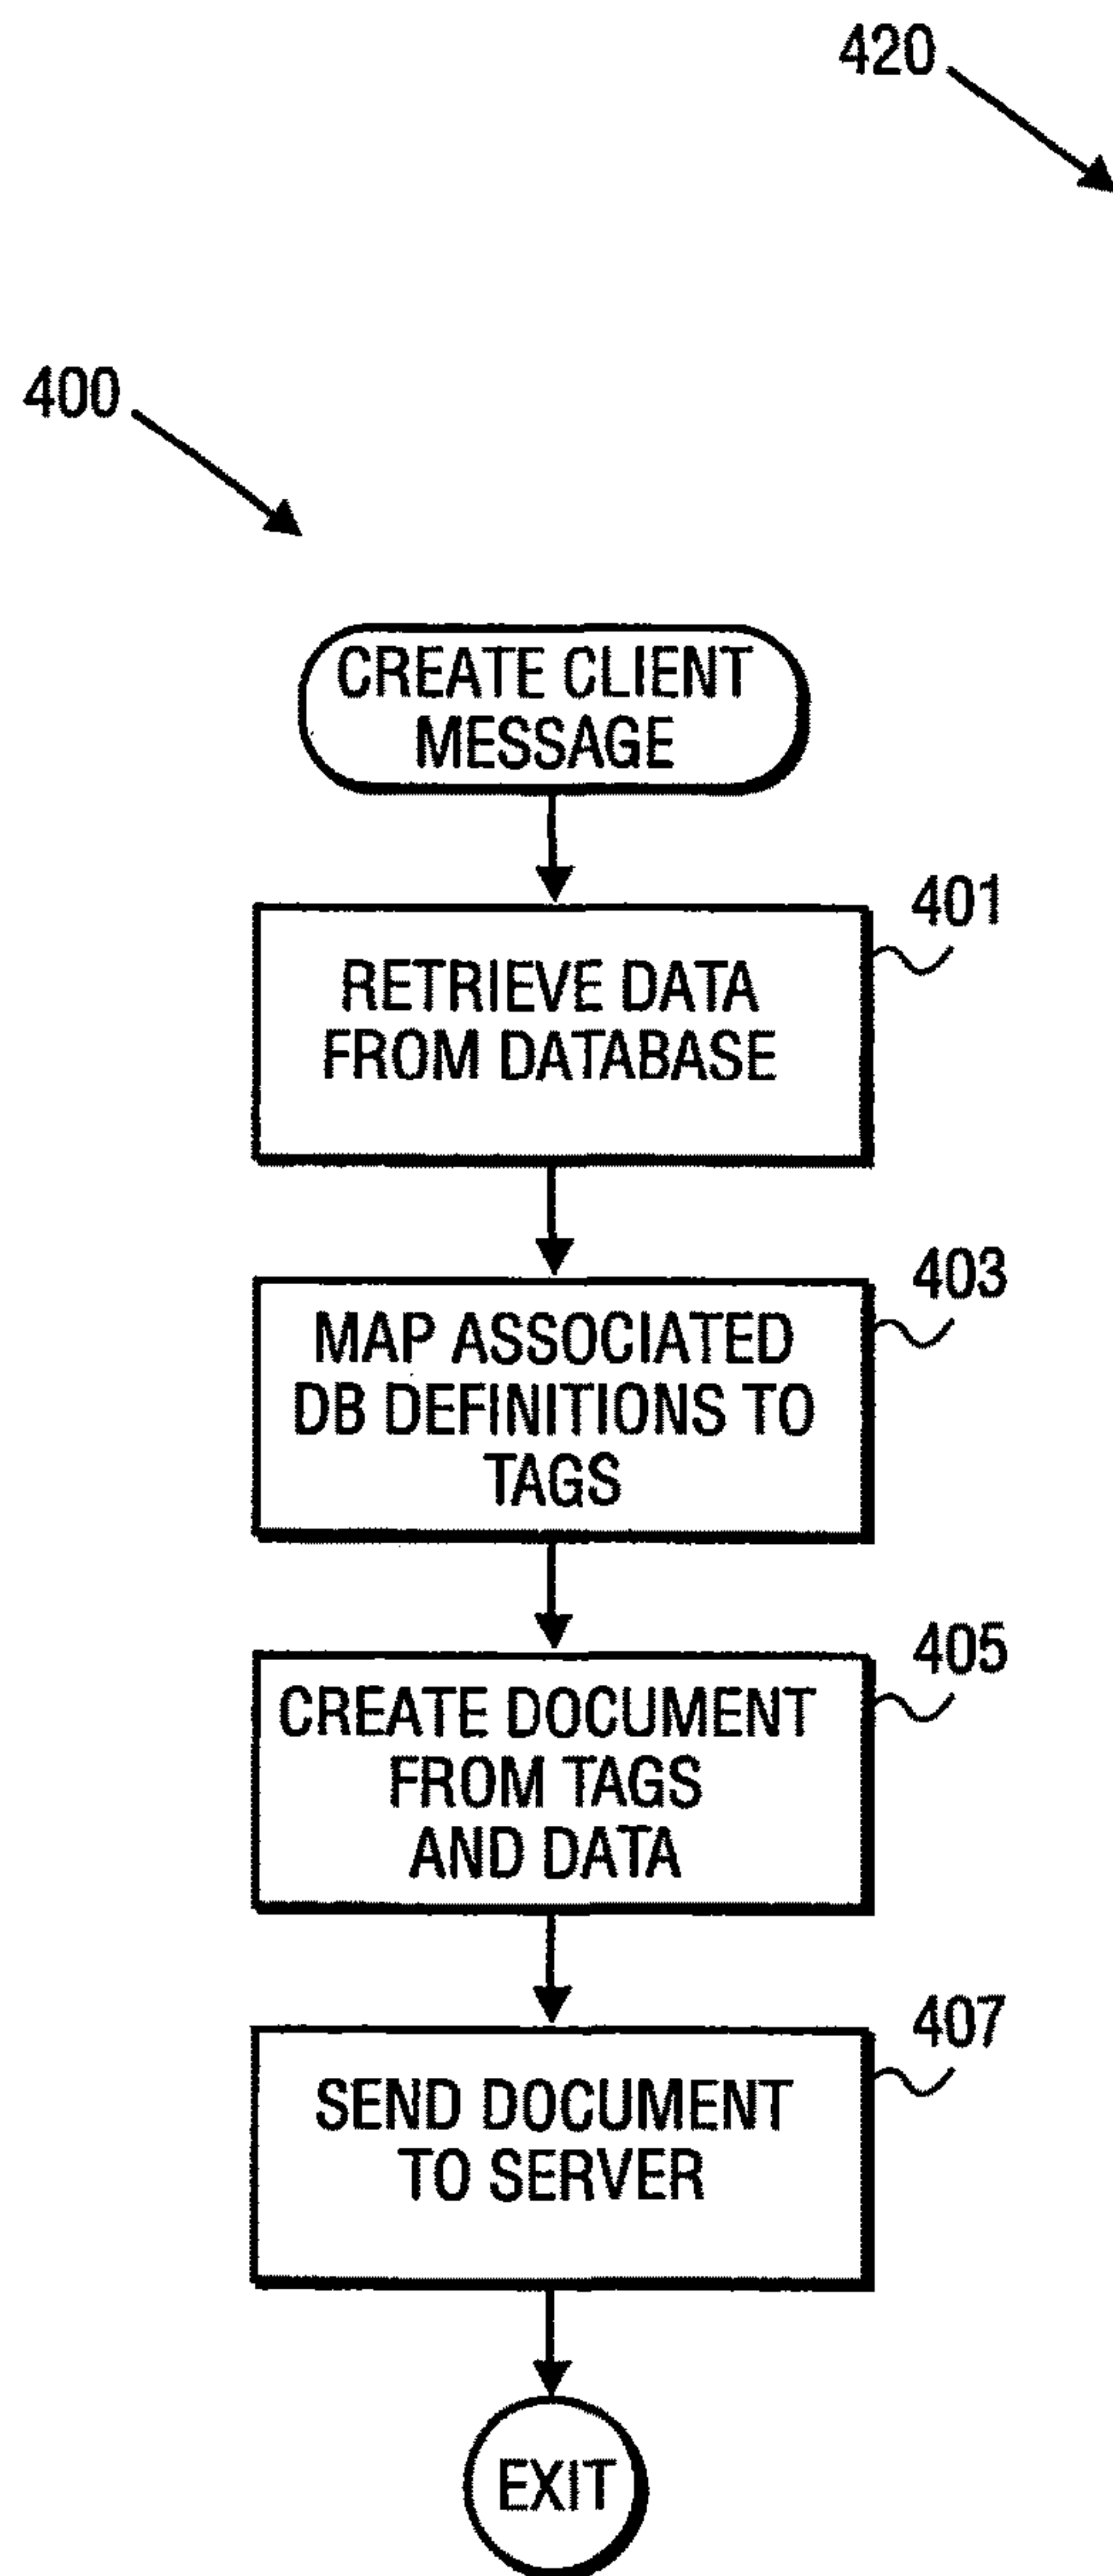 420
400
CREATE CLIENT
MESSAGE
401
RETRIEVE DATA
FROM DATABASE
403
MAP ASSOCIATED
DB DEFINITIONS TO
TAGS
405
CREATE DOCUMENT
FROM TAGS
AND DATA
407
SEND DOCUMENT
TO SERVER
EXIT